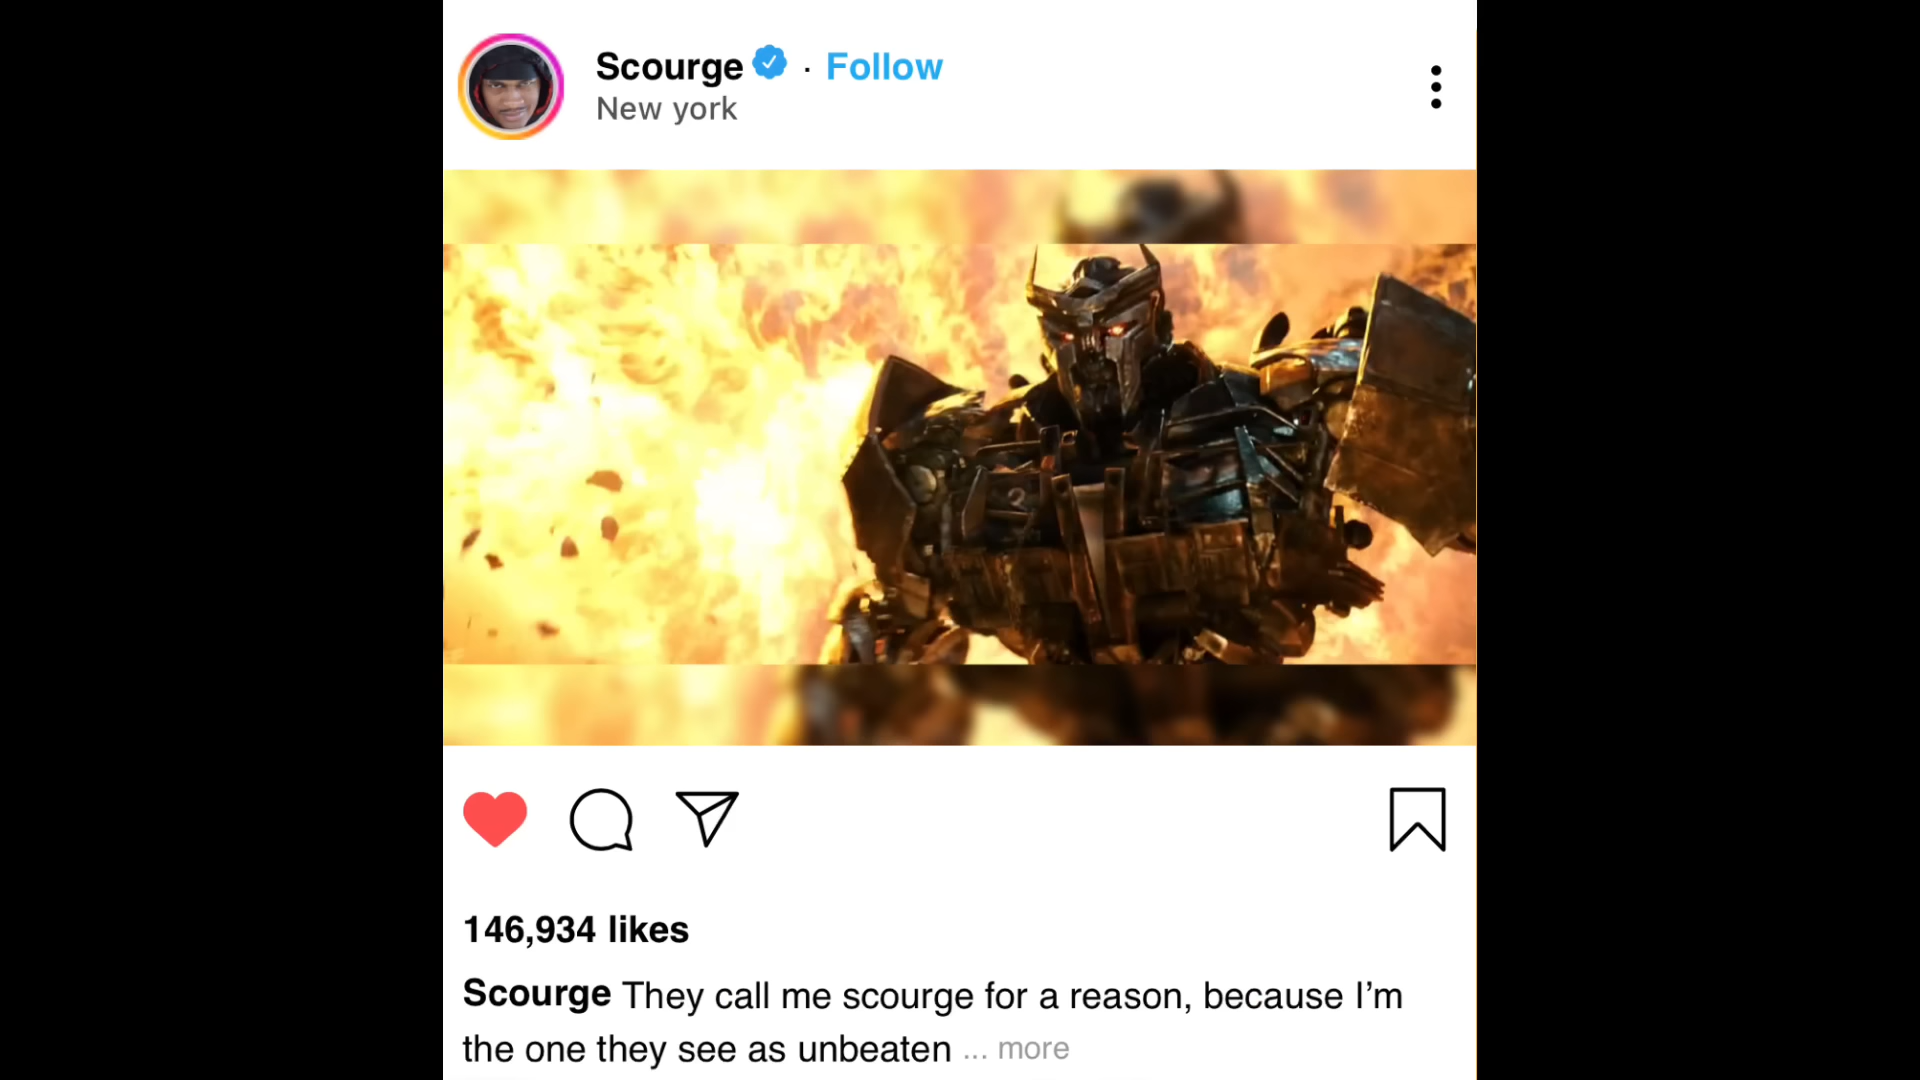 Scourge · Follow
New york
146,934 likes
Scourge They call me scourge for a reason, because I’m
the one they see as unbeaten ... more